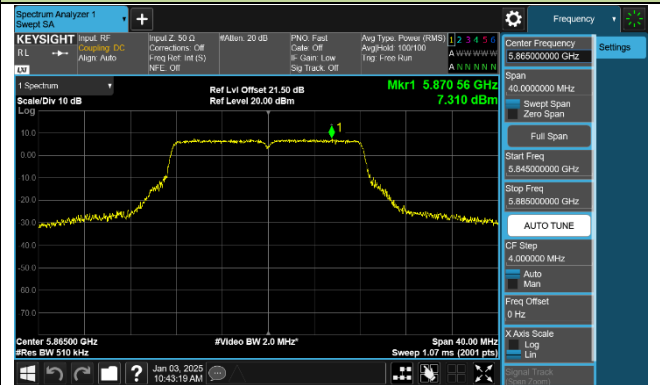 Spectrum Analyzer 1
Swept SA
Frequency
KEYSIGHT
RL
LXI
Input: RF
Coupling: DC
Align: Auto
Input Z: 50 Ω
Corrections: Off
Freq Ref: Int (S)
NFE: Off
#Atten: 20 dB
PNO: Fast
Gate: Off
IF Gain: Low
Sig Track: Off
Avg Type: Power (RMS)
Avg|Hold: 100/100
Trig: Free Run
1 2 3 4 5 6
A W W W W W
A N N N N N
1 Spectrum
Scale/Div 10 dB
Ref Lvl Offset 21.50 dB
Ref Level 20.00 dBm
Mkr1 5.870 56 GHz
7.310 dBm
Log
1
10.0
0.00
-10.0
-20.0
-30.0
-40.0
-50.0
-60.0
-70.0
Center 5.86500 GHz
#Res BW 510 kHz
#Video BW 2.0 MHz*
Span 40.00 MHz
Sweep 1.07 ms (2001 pts)
Jan 03, 2025
10:43:19 AM
Settings
Center Frequency
5.865000000 GHz
Span
40.0000000 MHz
Swept Span
Zero Span
Full Span
Start Freq
5.845000000 GHz
Stop Freq
5.885000000 GHz
AUTO TUNE
CF Step
4.000000 MHz
Auto
Man
Freq Offset
0 Hz
X Axis Scale
Log
Lin
Signal Track
(Span Zoom)